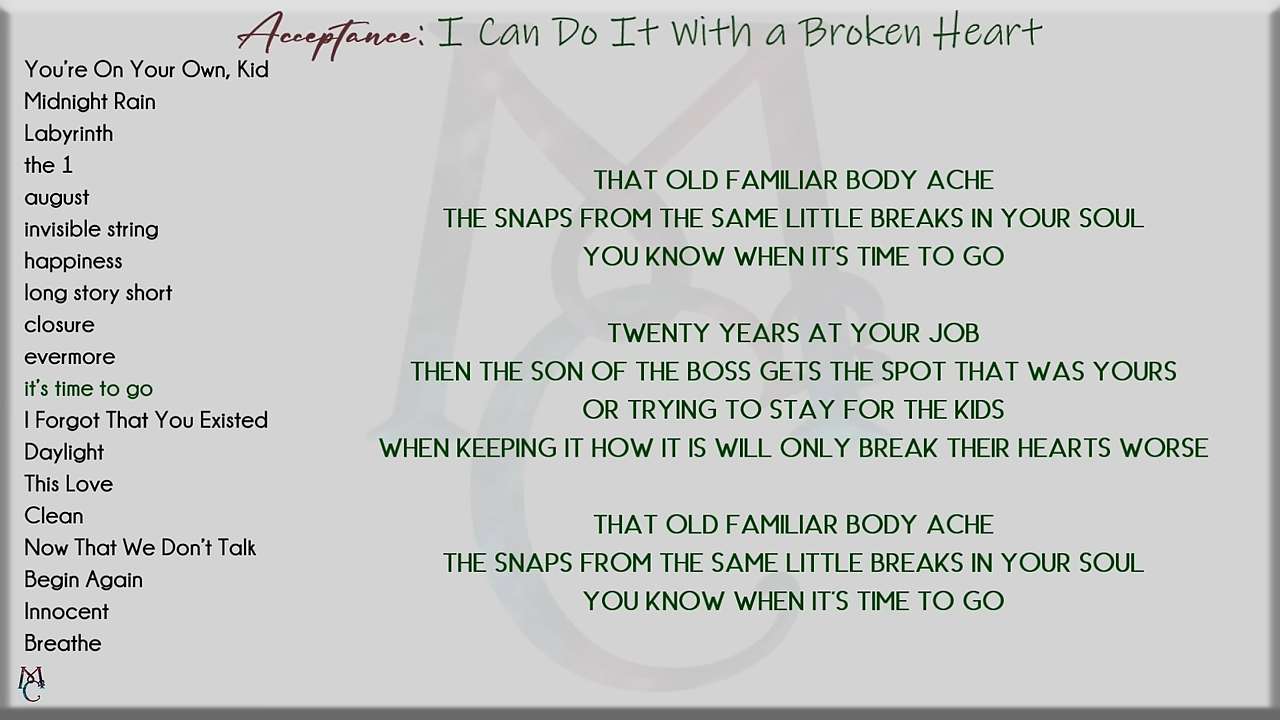 Acceptance: I Can Do It With a Broken Heart
You're On Your Own, Kid
Midnight Rain
Labyrinth
the 1
august
invisible string
happiness
long story short
closure
evermore
it's time to go
I Forgot That You Existed
Daylight
This Love
Clean
Now That We Don't Talk
Begin Again
Innocent
Breathe
THAT OLD FAMILIAR BODY ACHE
THE SNAPS FROM THE SAME LITTLE BREAKS IN YOUR SOUL
YOU KNOW WHEN IT'S TIME TO GO
TWENTY YEARS AT YOUR JOB
THEN THE SON OF THE BOSS GETS THE SPOT THAT WAS YOURS
OR TRYING TO STAY FOR THE KIDS
WHEN KEEPING IT HOW IT IS WILL ONLY BREAK THEIR HEARTS WORSE
THAT OLD FAMILIAR BODY ACHE
THE SNAPS FROM THE SAME LITTLE BREAKS IN YOUR SOUL
YOU KNOW WHEN IT'S TIME TO GO